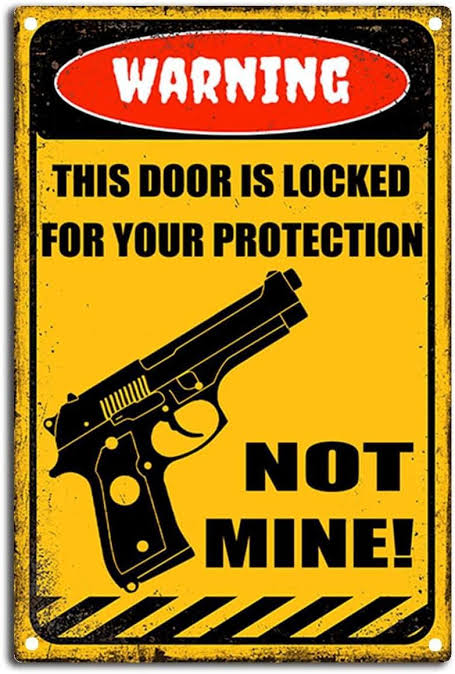 WARNING
THIS DOOR IS LOCKED
FOR YOUR PROTECTION
NOT
MINE!